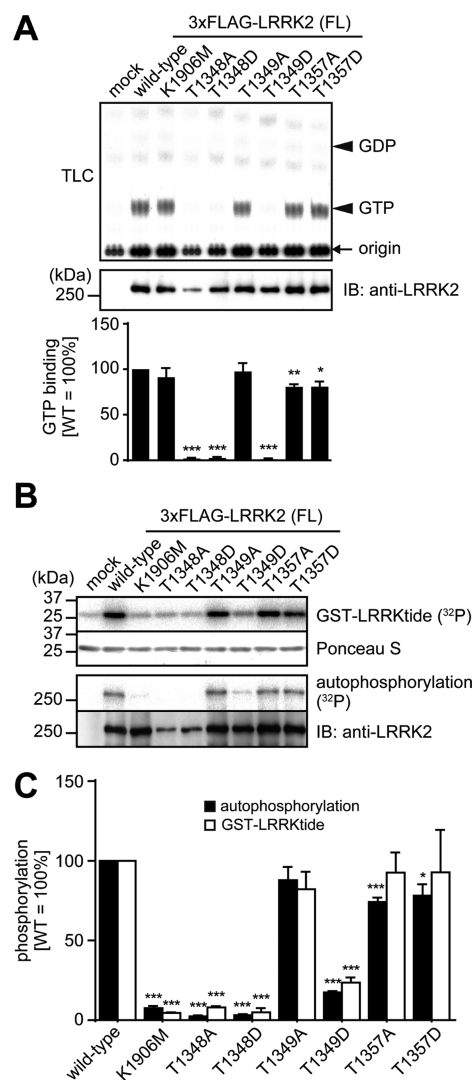 A
3xFLAG-LRRK2 (FL)
mock
wild-type
K1906M
T1348A
T1348D
T1349A
T1349D
T1357A
T1357D
TLC
GDP
GTP
origin
(kDa)
250
IB: anti-LRRK2
GTP binding
[WT = 100%]
150
100
50
0
***
***
***
**
*
B
3xFLAG-LRRK2 (FL)
mock
wild-type
K1906M
T1348A
T1348D
T1349A
T1349D
T1357A
T1357D
(kDa)
37
25
GST-LRRKtide (32P)
37
25
Ponceau S
250
autophosphorylation
(32P)
250
IB: anti-LRRK2
C
phosphorylation
[WT = 100%]
150
100
50
0
autophosphorylation
GST-LRRKtide
***
***
***
***
***
***
***
***
***
*
wild-type
K1906M
T1348A
T1348D
T1349A
T1349D
T1357A
T1357D